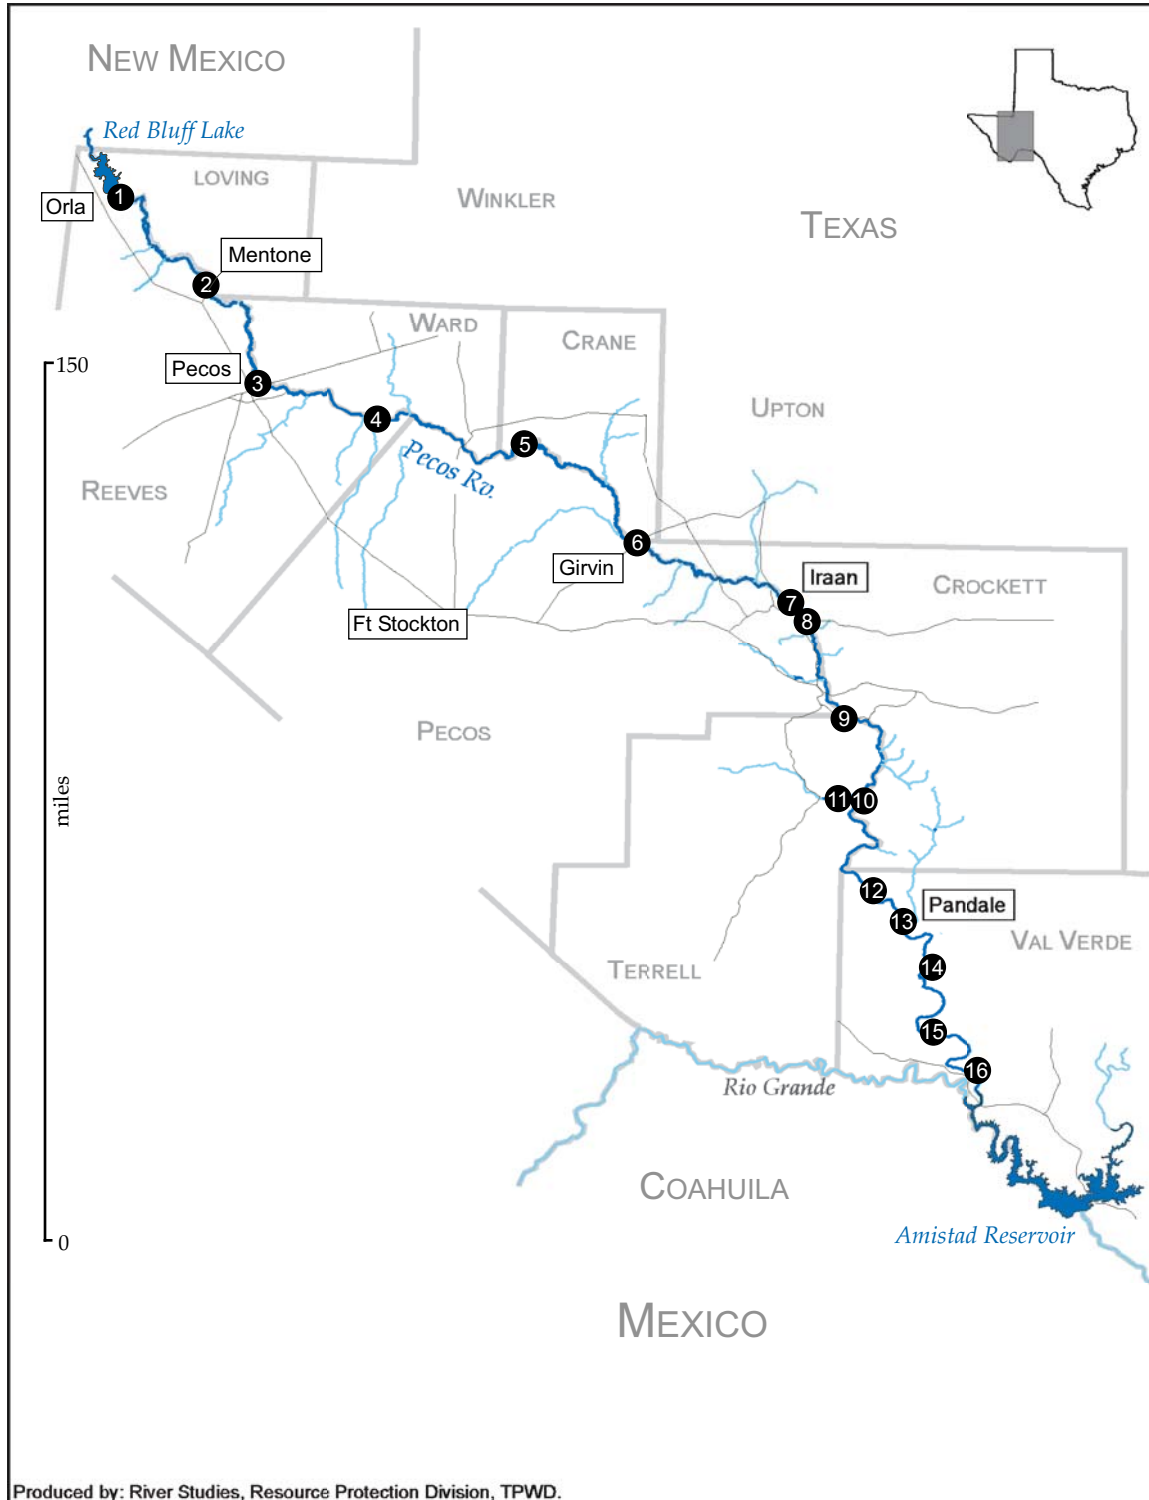 NEW MEXICO
Red Bluff Lake
LOVING
WINKLER
TEXAS
1
Orla
Mentone
2
WARD
CRANE
150
Pecos
3
UPTON
4
5
Pecos Rv.
REEVES
6
Girvin
Iraan
CROCKETT
7
Ft Stockton
8
PECOS
9
miles
11
10
12
13
Pandale
VAL VERDE
TERRELL
14
15
16
Rio Grande
COAHUILA
Amistad Reservoir
0
MEXICO
Produced by: River Studies, Resource Protection Division, TPWD.